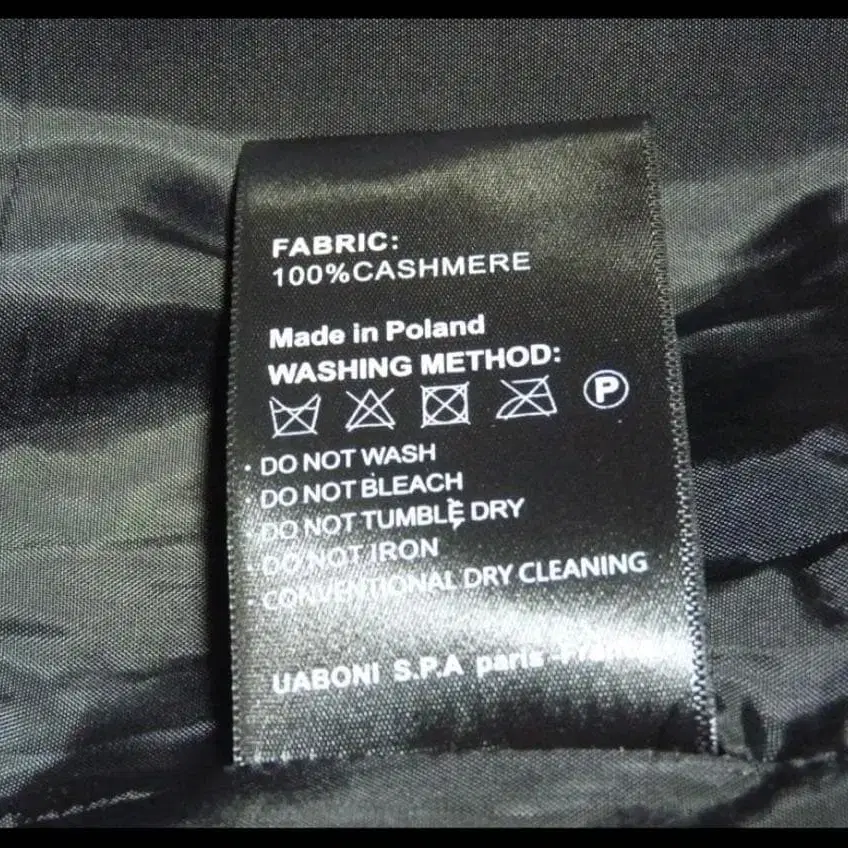 FABRIC:
100%CASHMERE
Made in Poland
WASHING METHOD:
P
· DO NOT WASH
· DO NOT BLEACH
· DO NOT TUMBLE DRY
· DO NOT IRON
· CONVENTIONAL DRY CLEANING
UABONI S.P.A paris -France